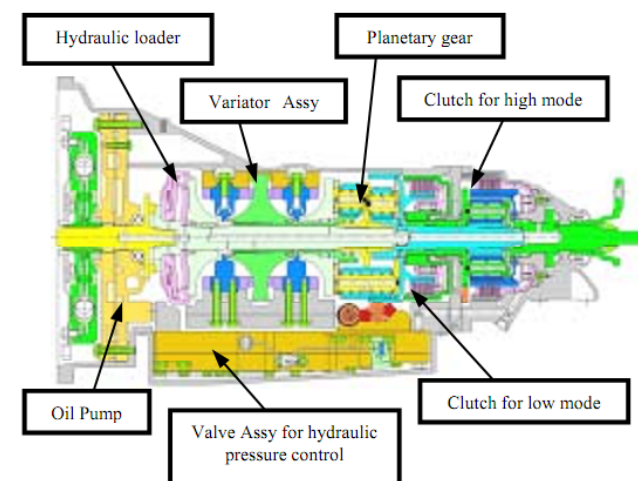 Hydraulic loader
Planetary gear
Variator Assy
Clutch for high mode
Oil Pump
Valve Assy for hydraulic
pressure control
Clutch for low mode